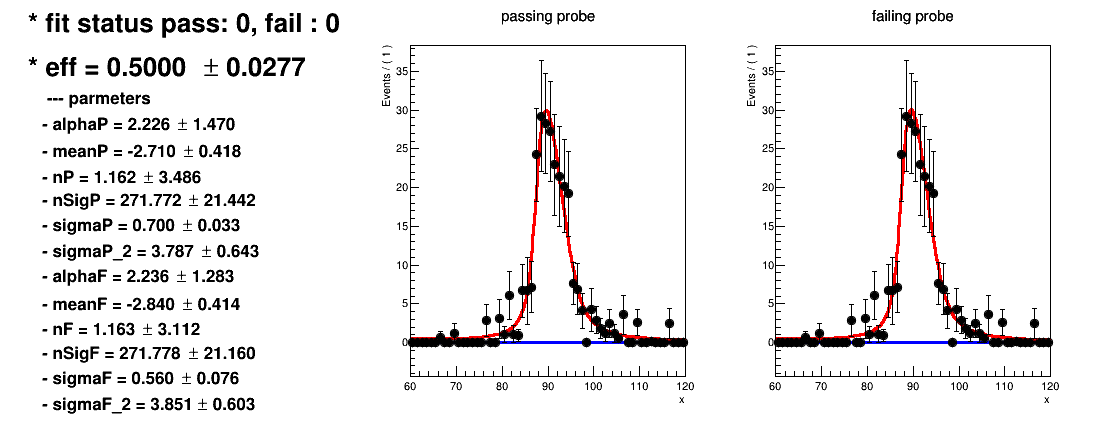 * fit status pass: 0, fail : 0
* eff = 0.5000 ± 0.0277
--- parmeters
- alphaP = 2.226 ± 1.470
- meanP = -2.710 ± 0.418
- nP = 1.162 ± 3.486
- nSigP = 271.772 ± 21.442
- sigmaP = 0.700 ± 0.033
- sigmaP_2 = 3.787 ± 0.643
- alphaF = 2.236 ± 1.283
- meanF = -2.840 ± 0.414
- nF = 1.163 ± 3.112
- nSigF = 271.778 ± 21.160
- sigmaF = 0.560 ± 0.076
- sigmaF_2 = 3.851 ± 0.603
passing probe
Events / ( 1 )
35
30
25
20
15
10
5
0
60 70 80 90 100 110 120
x
failing probe
Events / ( 1 )
35
30
25
20
15
10
5
0
60 70 80 90 100 110 120
x